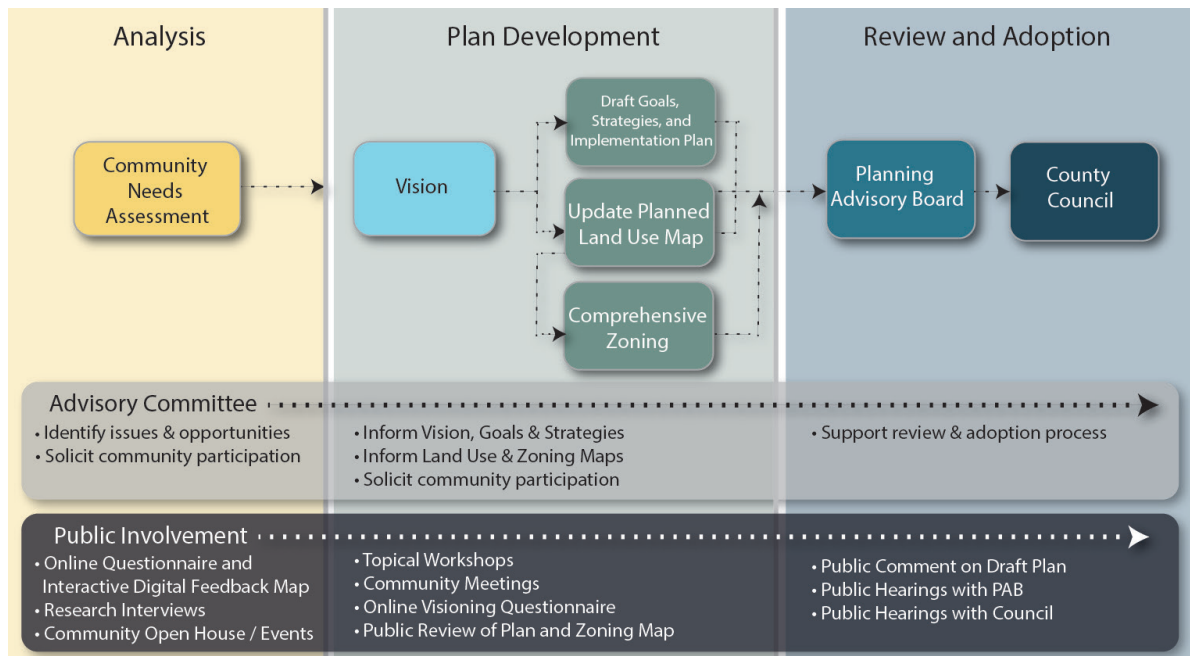 Analysis
Plan Development
Review and Adoption
Community
Needs
Assessment
Vision
Draft Goals,
Strategies, and
Implementation Plan
Update Planned
Land Use Map
Comprehensive
Zoning
Planning
Advisory Board
County
Council
Advisory Committee
• Identify issues & opportunities
• Solicit community participation
• Inform Vision, Goals & Strategies
• Inform Land Use & Zoning Maps
• Solicit community participation
• Support review & adoption process
Public Involvement
• Online Questionnaire and
Interactive Digital Feedback Map
• Research Interviews
• Community Open House / Events
• Topical Workshops
• Community Meetings
• Online Visioning Questionnaire
• Public Review of Plan and Zoning Map
• Public Comment on Draft Plan
• Public Hearings with PAB
• Public Hearings with Council